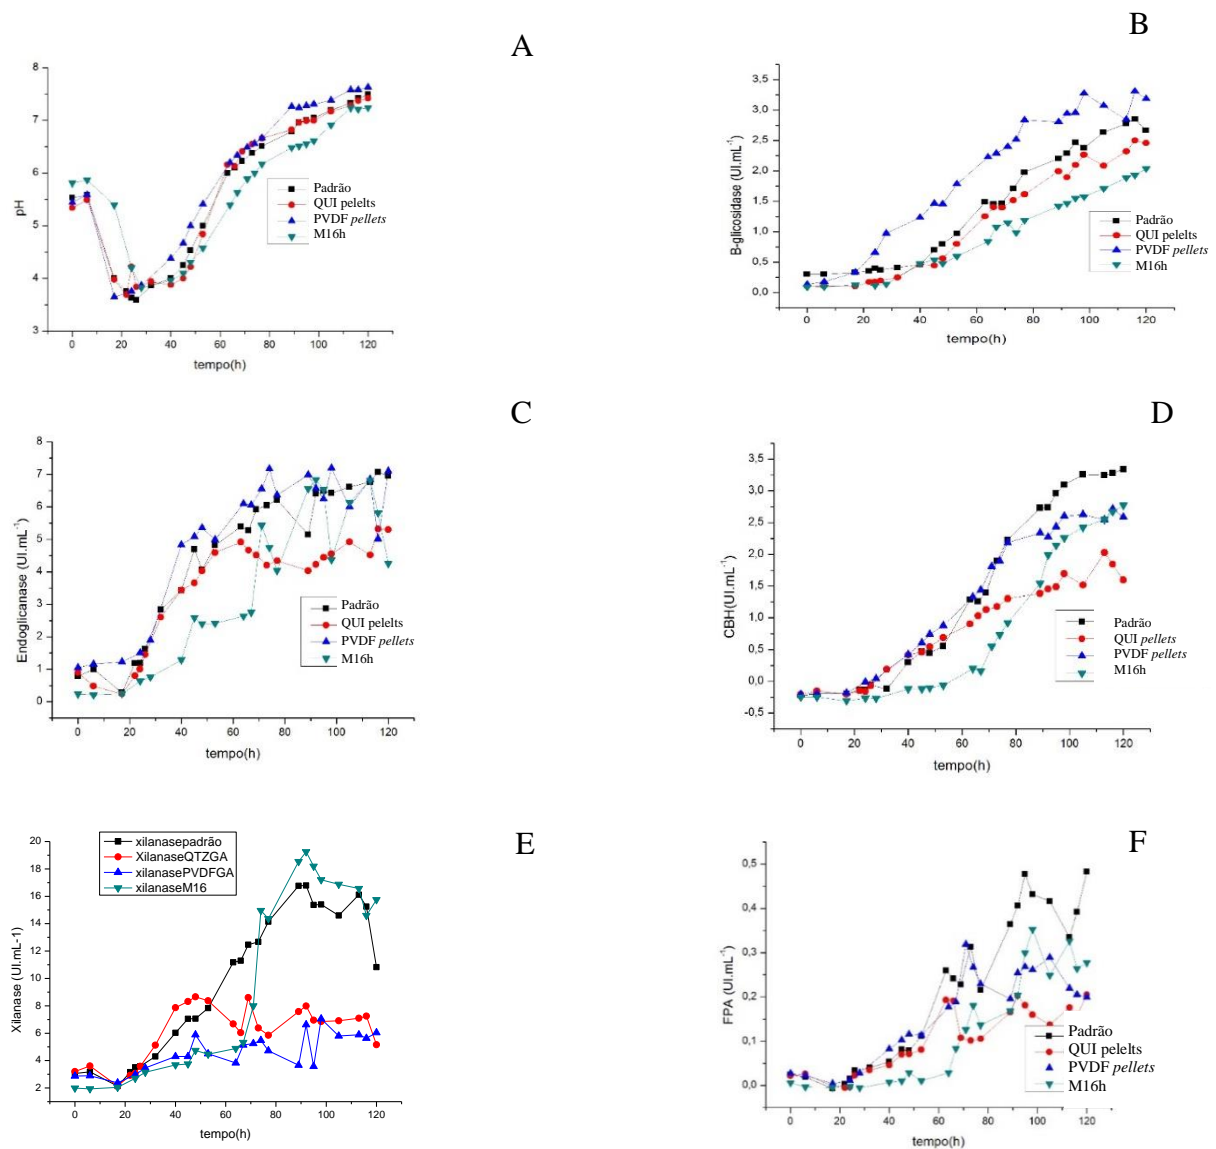 A
pH
7
6
5
4
3
0 20 40 60 80 100 120
tempo(h)
Padrão
QUI pelelts
PVDF pellets
M16h
B
B-glicosidase (UI.mL⁻¹)
3,5
3,0
2,5
2,0
1,5
1,0
0,5
0,0
0 20 40 60 80 100 120
tempo(h)
Padrão
QUI pelelts
PVDF pellets
M16h
C
Endoglicanase (UI.mL⁻¹)
8
7
6
5
4
3
2
1
0
0 20 40 60 80 100 120
tempo(h)
Padrão
QUI pelelts
PVDF pellets
M16h
D
CBH(UI.mL⁻¹)
3,5
3,0
2,5
2,0
1,5
1,0
0,5
0,0
-0,5
0 20 40 60 80 100 120
tempo(h)
Padrão
QUI pellets
PVDF pellets
M16h
E
Xilanase (UI.mL-1)
20
18
16
14
12
10
8
6
4
2
0 20 40 60 80 100 120
tempo(h)
xilanasepadrão
XilanaseQTZGA
xilanasePVDFGA
xilanaseM16
F
FPA (UI.mL⁻¹)
0,5
0,4
0,3
0,2
0,1
0,0
0 20 40 60 80 100 120
tempo(h)
Padrão
QUI pelelts
PVDF pellets
M16h